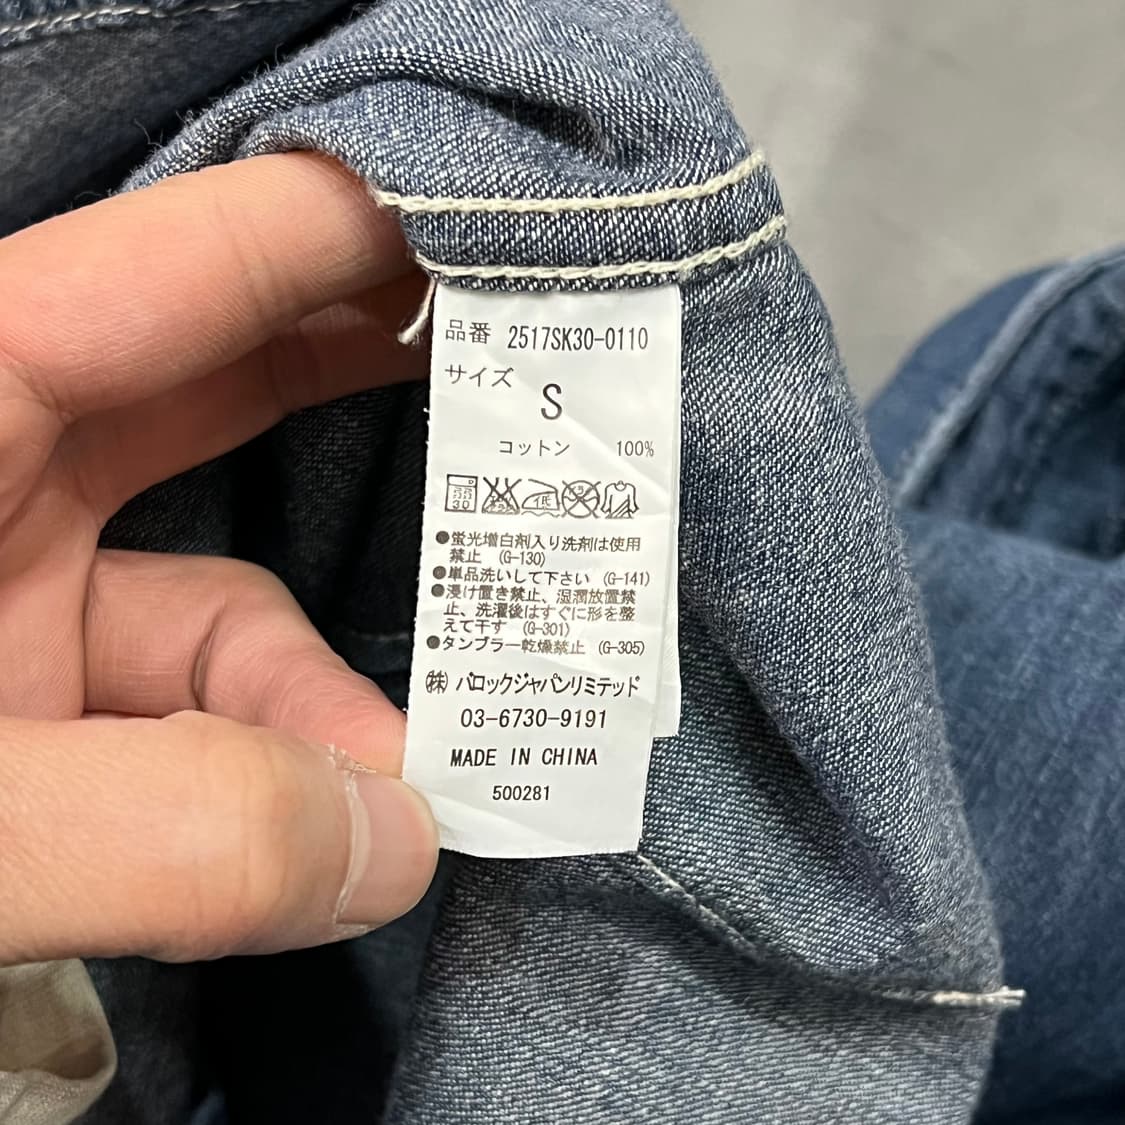 品番 2517SK30-0110
サイズ
S
コットン 100%
30 低
●蛍光増白剤入り洗剤は使用
禁止 (G-130)
●単品洗いして下さい (G-141)
●浸け置き禁止、湿潤放置禁
止、洗濯後はすぐに形を整
えて干す (G-301)
●タンブラー乾燥禁止 (G-305)
㈱ バロックジャパンリミテッド
03-6730-9191
MADE IN CHINA
500281